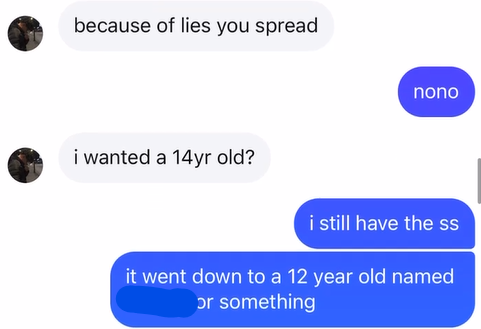 because of lies you spread
nono
i wanted a 14yr old?
i still have the ss
it went down to a 12 year old named
or something